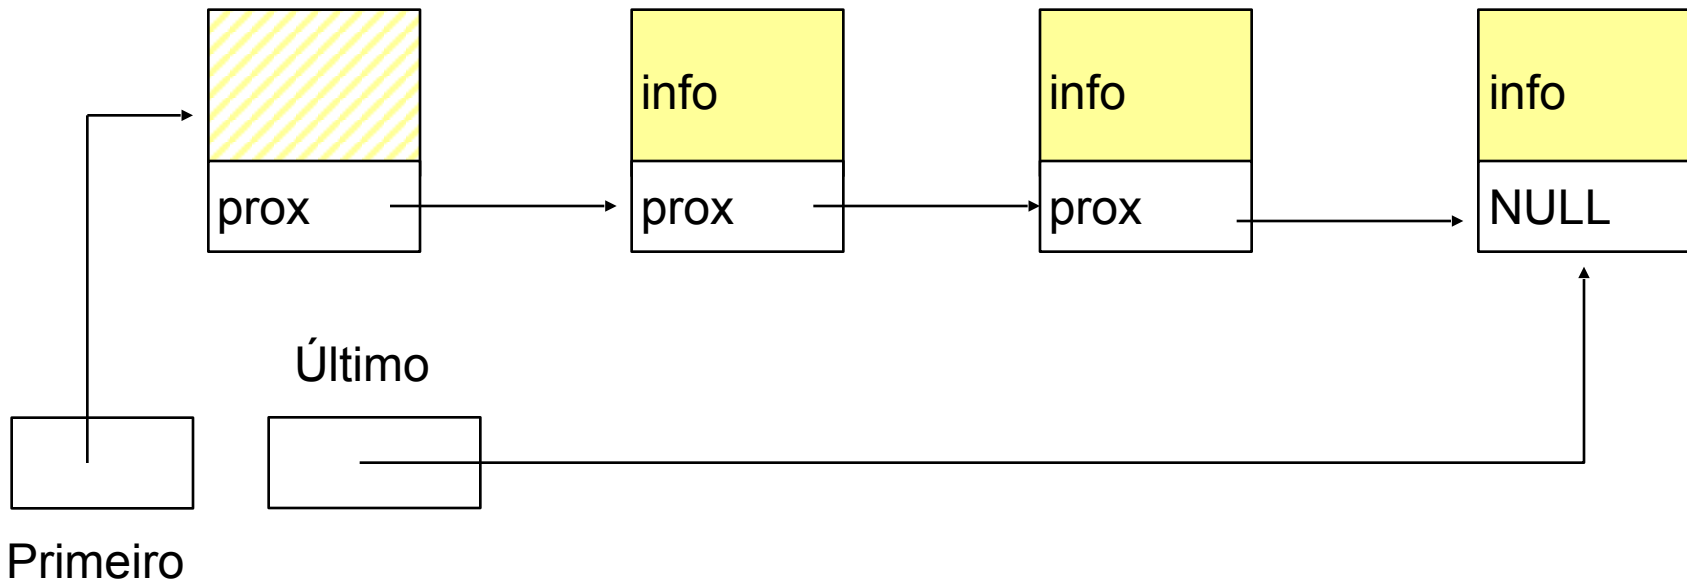 info
info
info
prox
prox
prox
NULL
Último
Primeiro